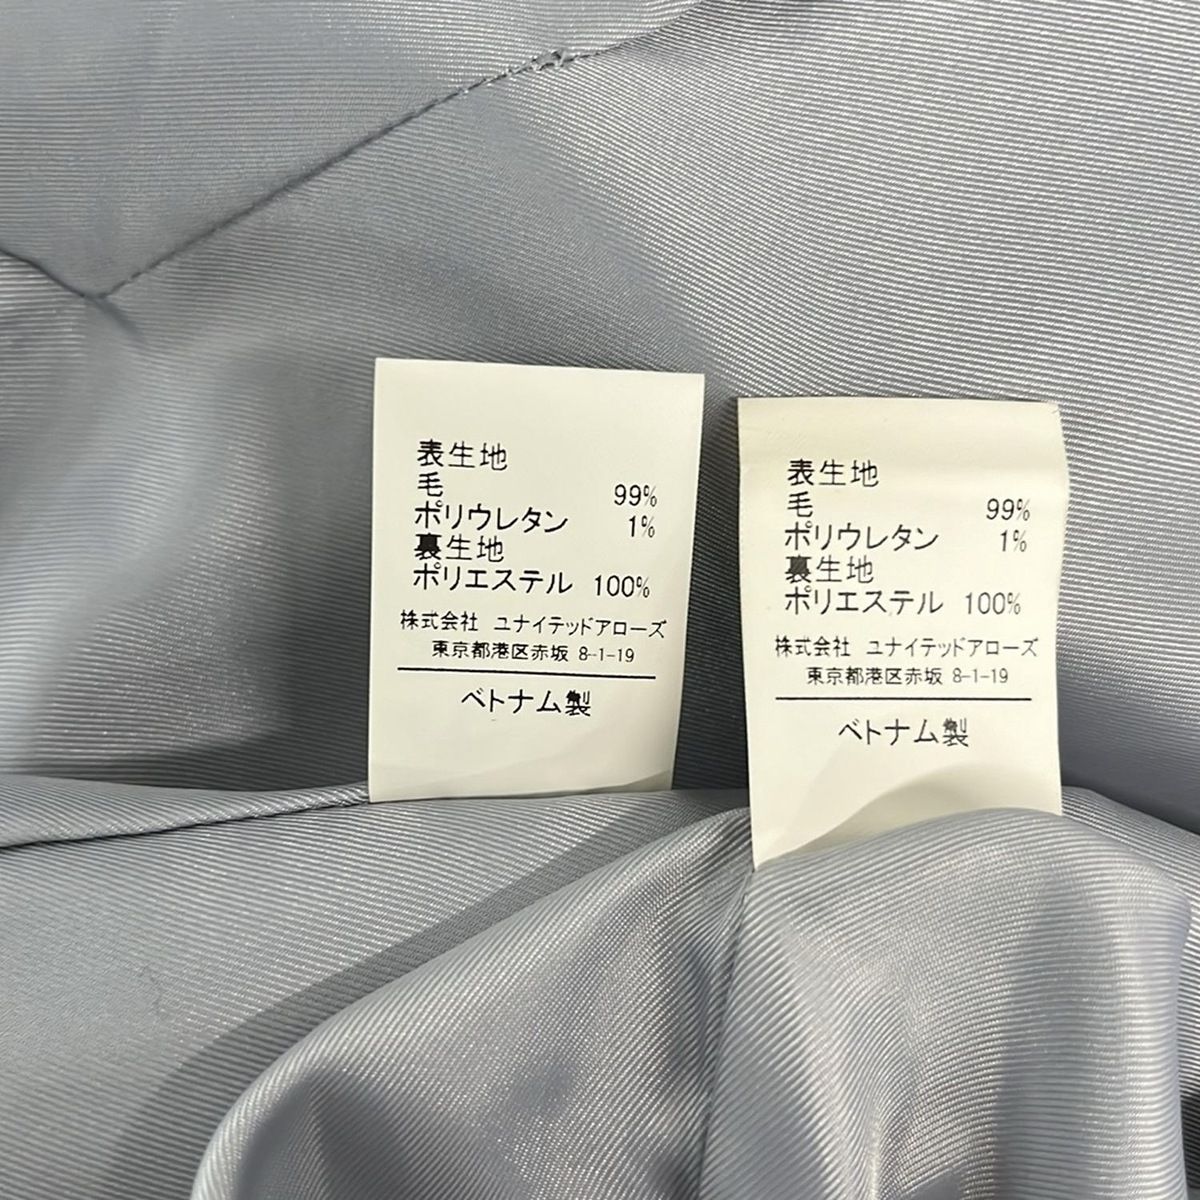 表生地
毛 99%
ポリウレタン 1%
裏生地
ポリエステル 100%
株式会社 ユナイテッドアローズ
東京都港区赤坂 8-1-19
ベトナム製
表生地
毛 99%
ポリウレタン 1%
裏生地
ポリエステル 100%
株式会社 ユナイテッドアローズ
東京都港区赤坂 8-1-19
ベトナム製